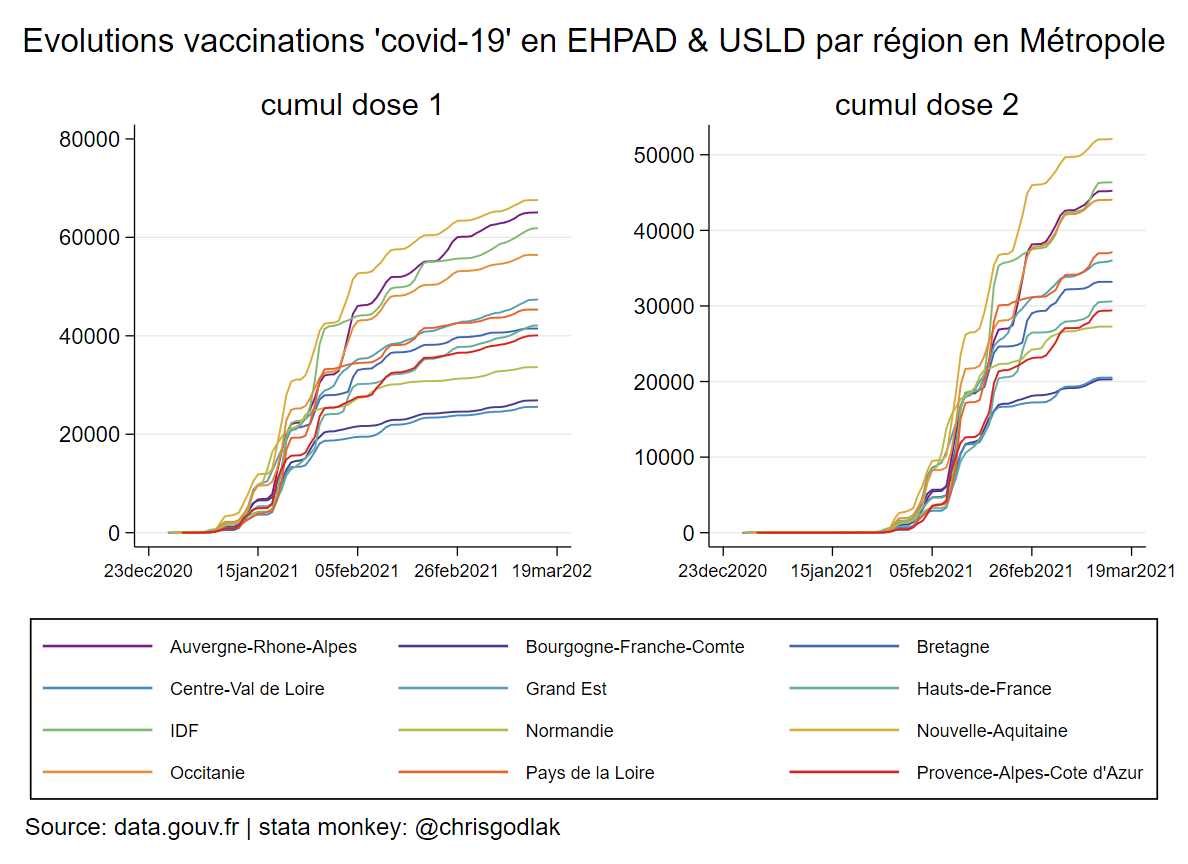 Evolutions vaccinations 'covid-19' en EHPAD & USLD par région en Métropole
cumul dose 1
80000
60000
40000
20000
0
23dec2020 15jan2021 05feb2021 26feb2021 19mar202
cumul dose 2
50000
40000
30000
20000
10000
0
23dec2020 15jan2021 05feb2021 26feb2021 19mar2021
Auvergne-Rhone-Alpes Bourgogne-Franche-Comte Bretagne
Centre-Val de Loire Grand Est Hauts-de-France
IDF Normandie Nouvelle-Aquitaine
Occitanie Pays de la Loire Provence-Alpes-Cote d'Azur
Source: data.gouv.fr | stata monkey: @chrisgodlak